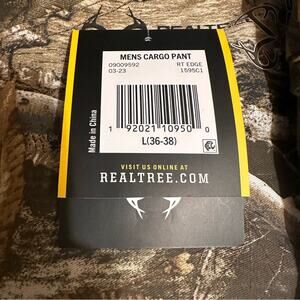 MENS CARGO PANT
09009592 RT EDGE
03-23 1595C1
Made in China
1 92021 10950 0
L(36-38)
VISIT US ONLINE AT
REALTREE.COM